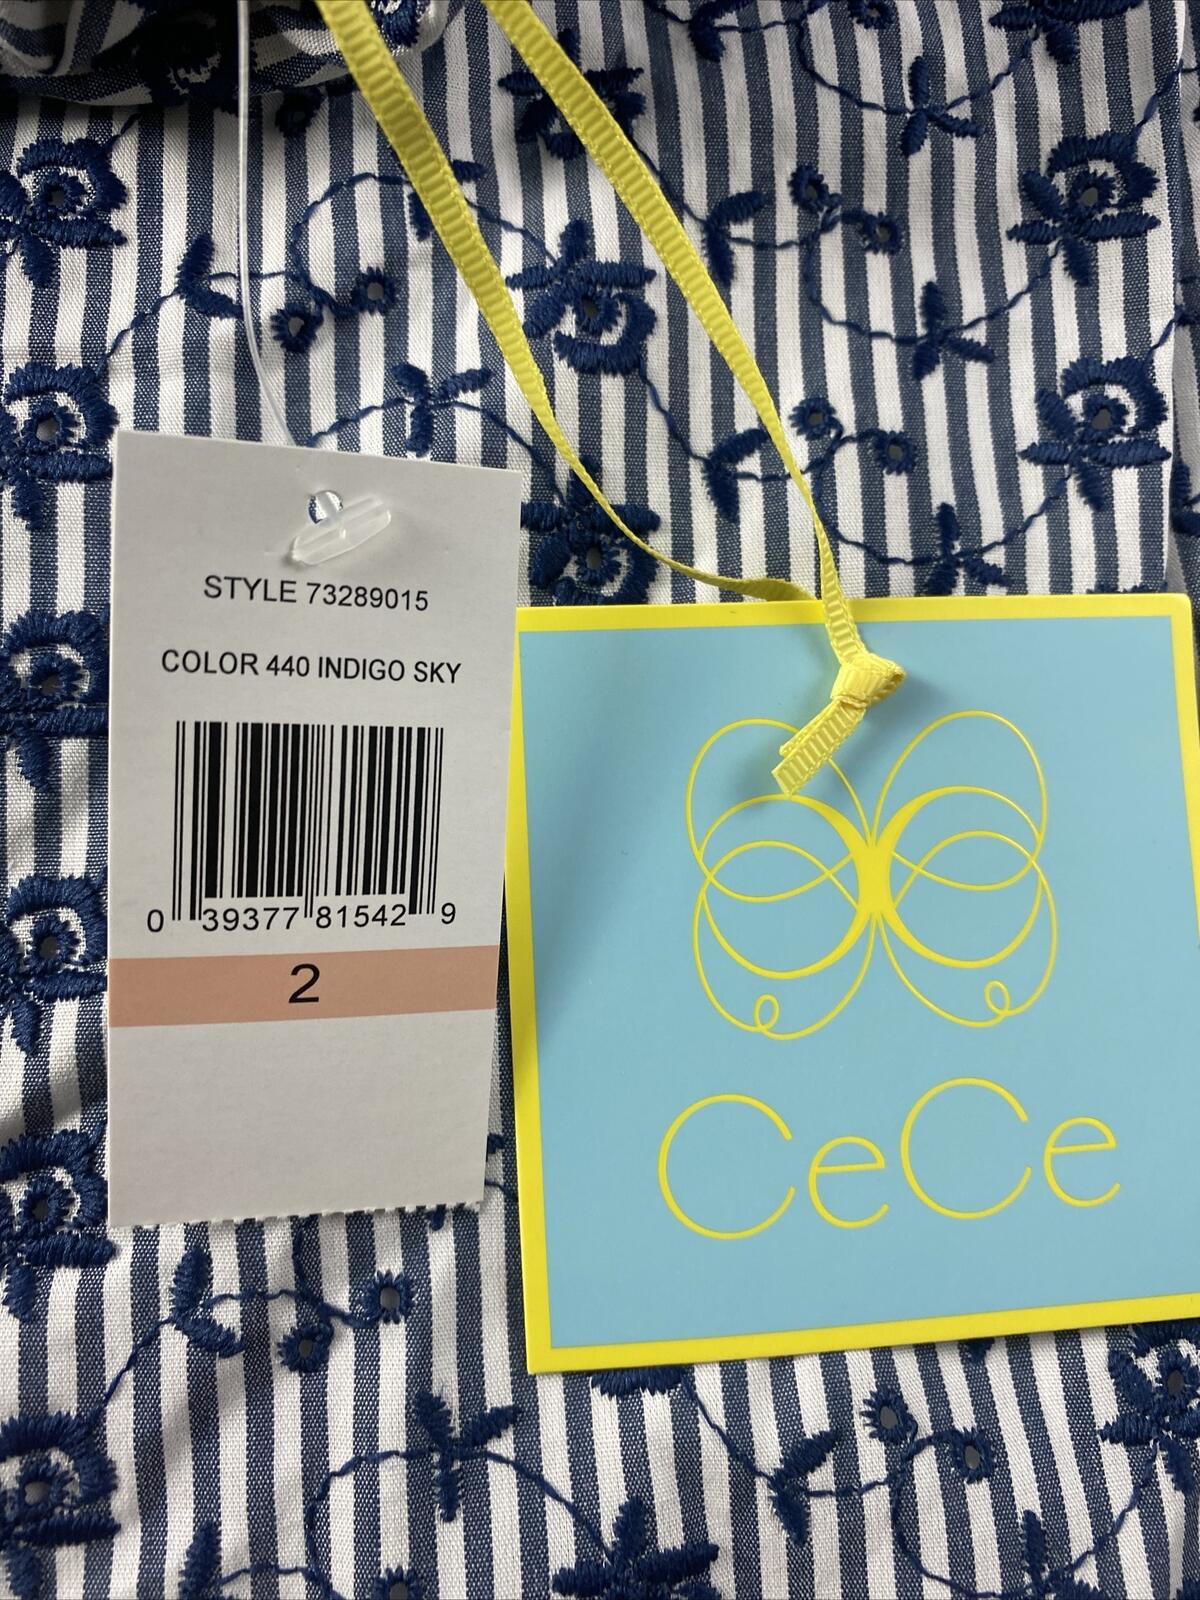 STYLE 73289015
COLOR 440 INDIGO SKY
0 39377 81542 9
2
CeCe